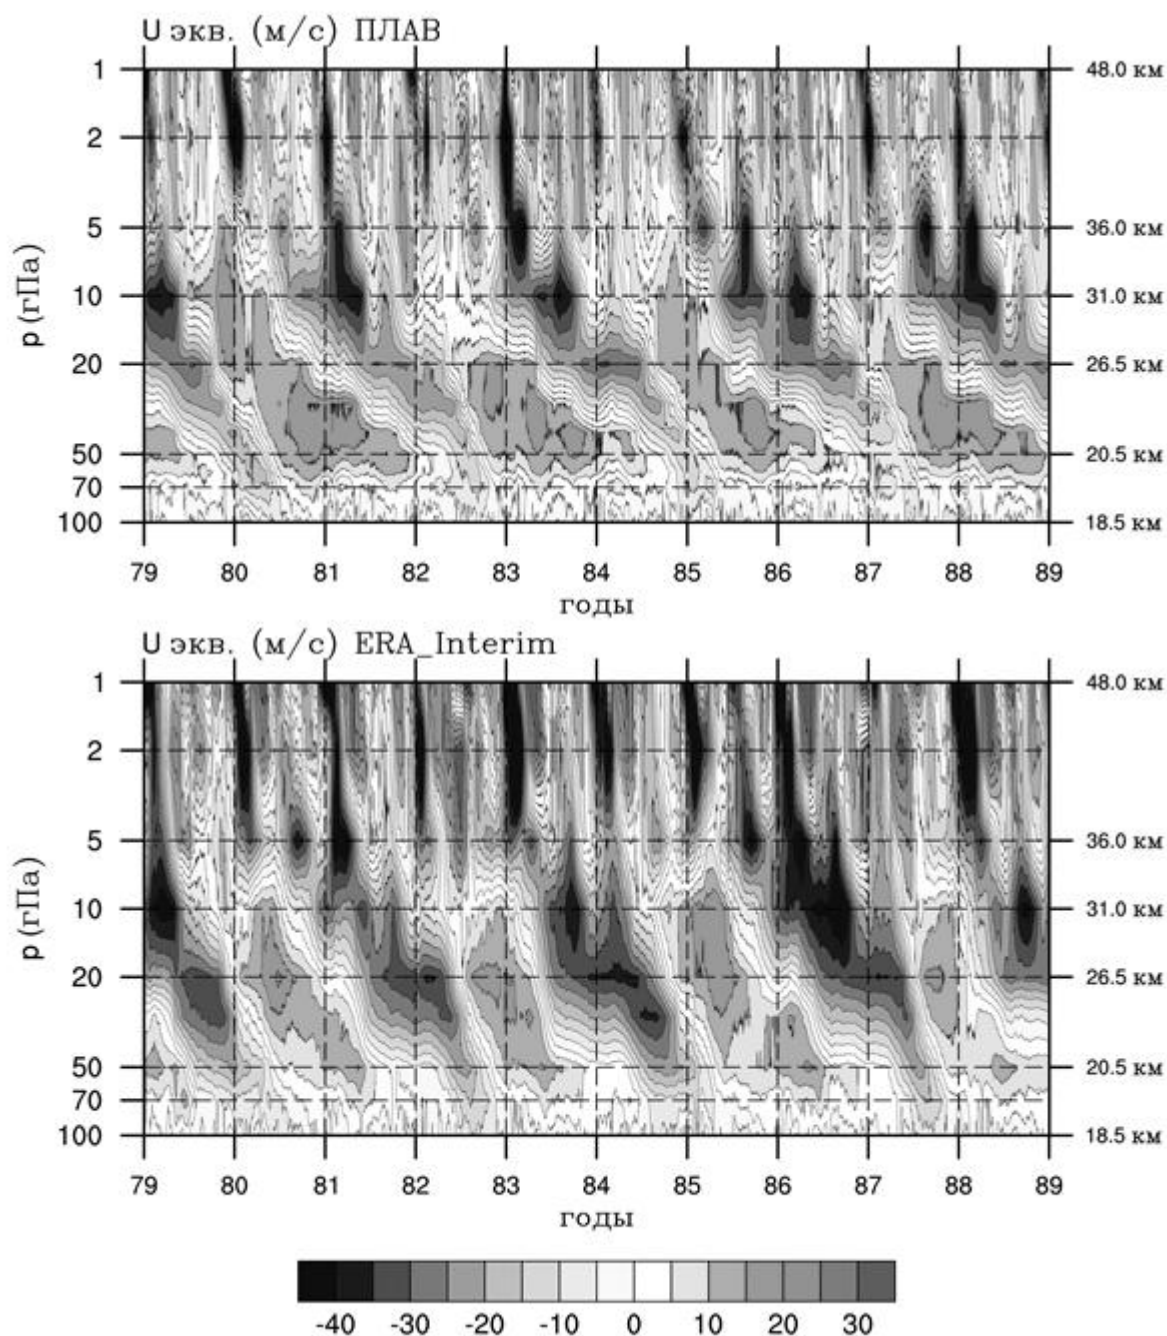 U экв. (м/с) ПЛАВ
1 48.0 км
2
5 36.0 км
10 31.0 км
20 26.5 км
50 20.5 км
70
100 18.5 км
p (гПа)
79 80 81 82 83 84 85 86 87 88 89
годы
U экв. (м/с) ERA_Interim
1 48.0 км
2
5 36.0 км
10 31.0 км
20 26.5 км
50 20.5 км
70
100 18.5 км
p (гПа)
79 80 81 82 83 84 85 86 87 88 89
годы
-40 -30 -20 -10 0 10 20 30